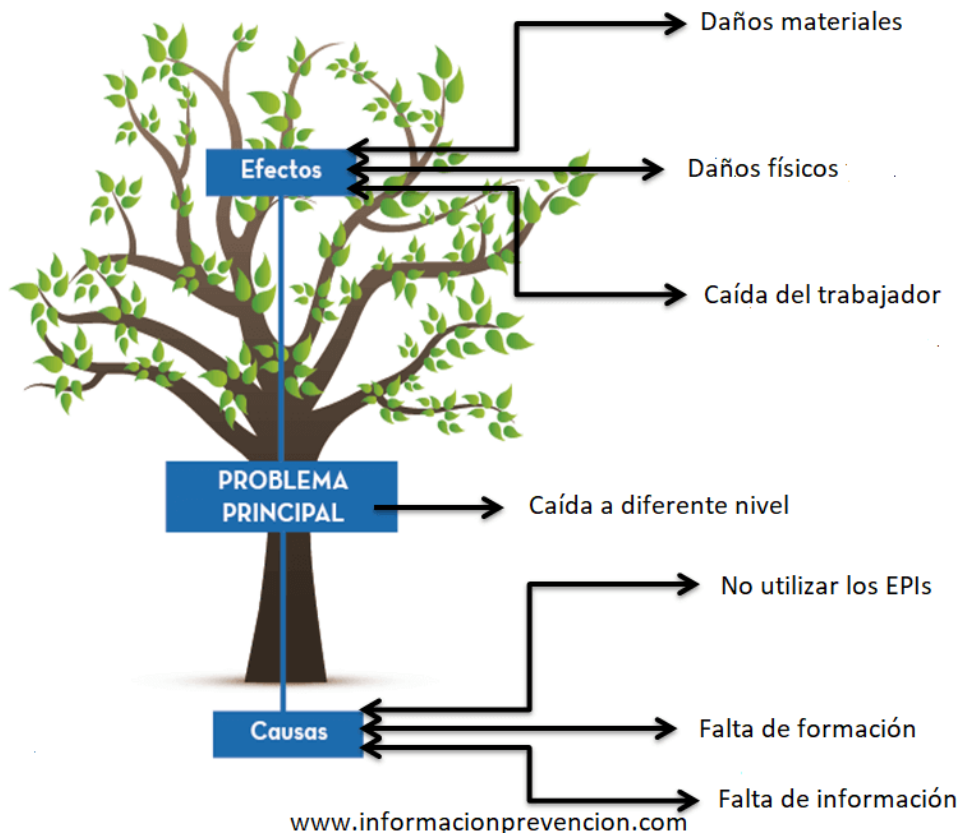 Daños materiales
Efectos
Daños físicos
Caída del trabajador
PROBLEMA
PRINCIPAL
Caída a diferente nivel
No utilizar los EPIs
Causas
Falta de formación
Falta de información
www.informacionprevencion.com